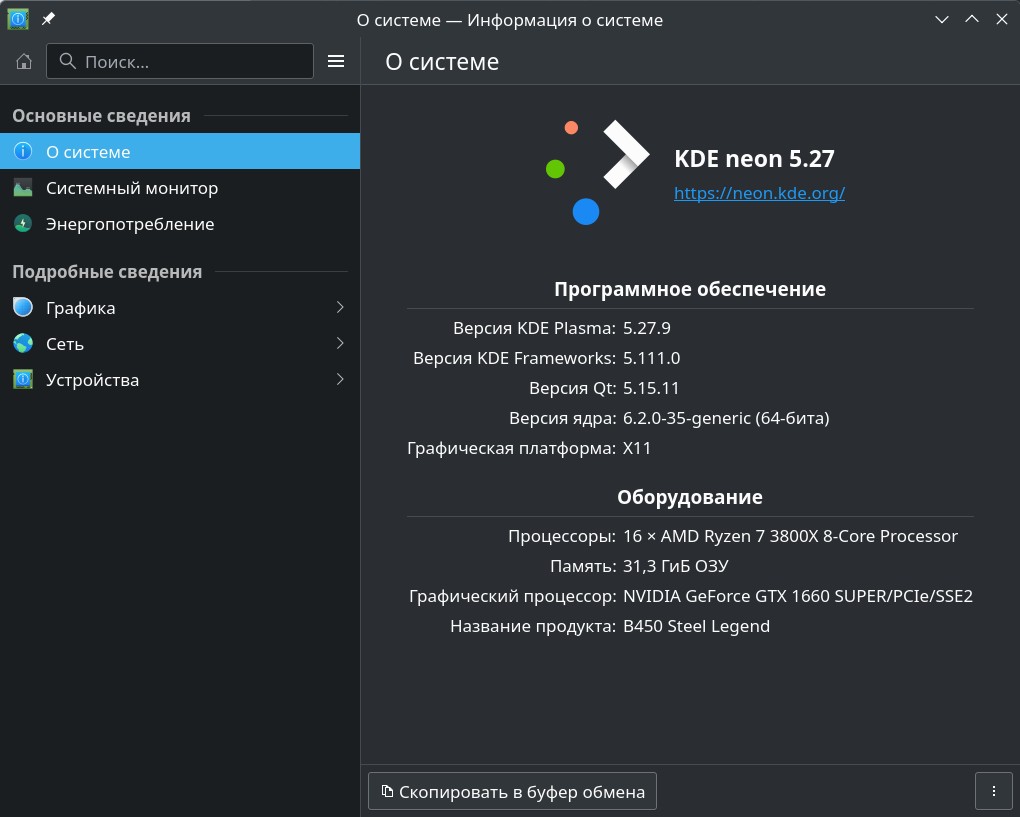 О системе — Информация о системе
Поиск...
О системе
Основные сведения
О системе
Системный монитор
Энергопотребление
Подробные сведения
Графика
Сеть
Устройства
KDE neon 5.27
https://neon.kde.org/
Программное обеспечение
Версия KDE Plasma: 5.27.9
Версия KDE Frameworks: 5.111.0
Версия Qt: 5.15.11
Версия ядра: 6.2.0-35-generic (64-бита)
Графическая платформа: X11
Оборудование
Процессоры: 16 × AMD Ryzen 7 3800X 8-Core Processor
Память: 31,3 ГиБ ОЗУ
Графический процессор: NVIDIA GeForce GTX 1660 SUPER/PCIe/SSE2
Название продукта: B450 Steel Legend
Скопировать в буфер обмена